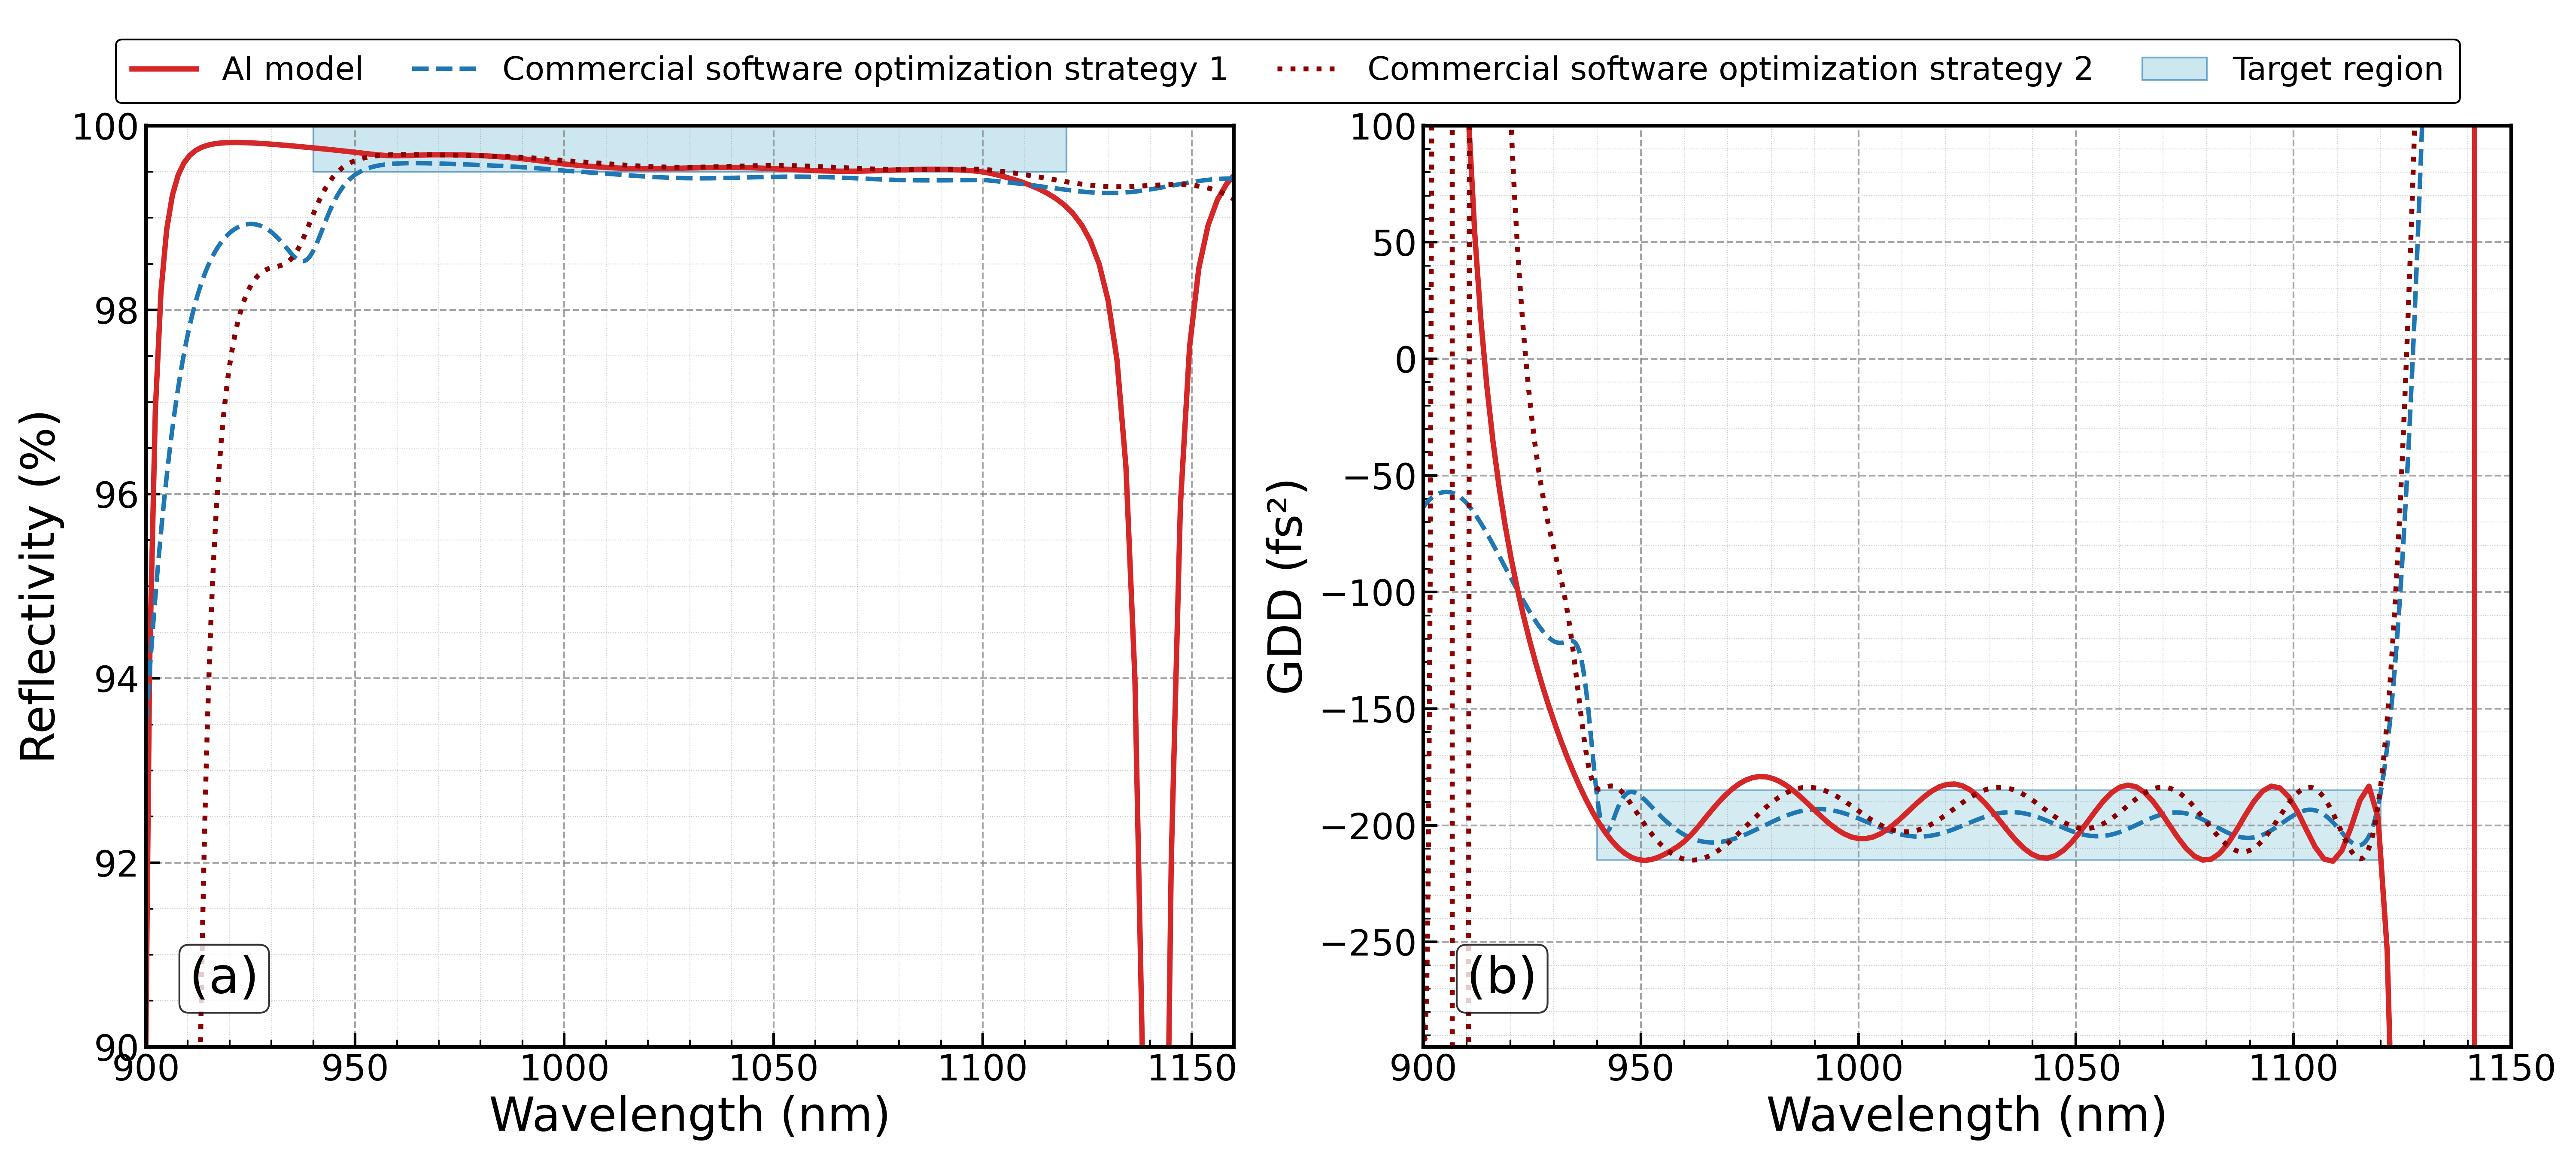 AI model Commercial software optimization strategy 1 Commercial software optimization strategy 2 Target region
100
98
96
94
92
90
Reflectivity (%)
(a)
900 950 1000 1050 1100 1150
Wavelength (nm)
100
50
0
−50
−100
−150
−200
−250
GDD (fs²)
(b)
900 950 1000 1050 1100 1150
Wavelength (nm)